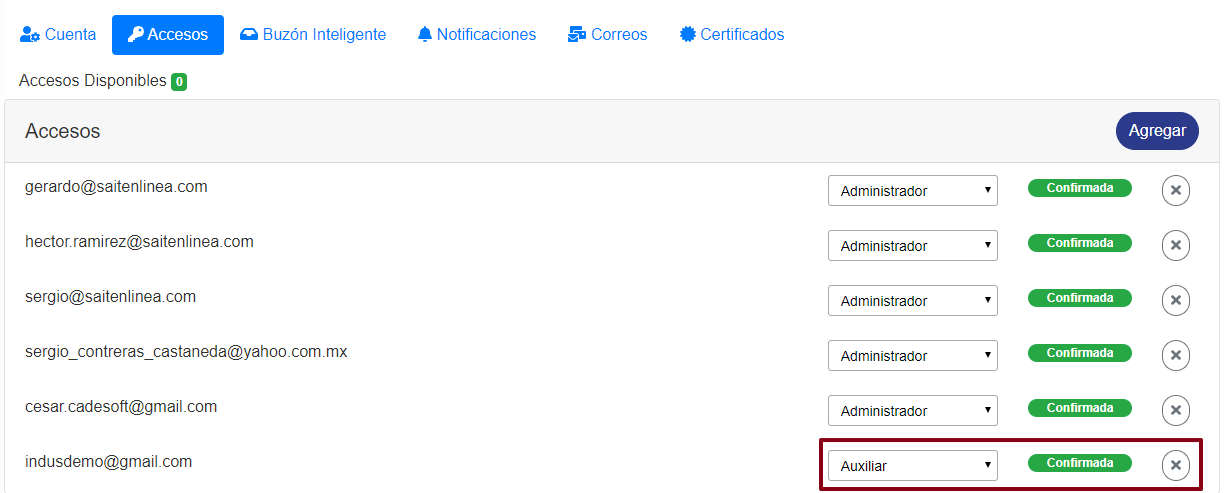 Cuenta Accesos Buzón Inteligente Notificaciones Correos Certificados
Accesos Disponibles 0
Accesos Agregar
gerardo@saitenlinea.com Administrador Confirmada
hector.ramirez@saitenlinea.com Administrador Confirmada
sergio@saitenlinea.com Administrador Confirmada
sergio_contreras_castaneda@yahoo.com.mx Administrador Confirmada
cesar.cadesoft@gmail.com Administrador Confirmada
indusdemo@gmail.com Auxiliar Confirmada